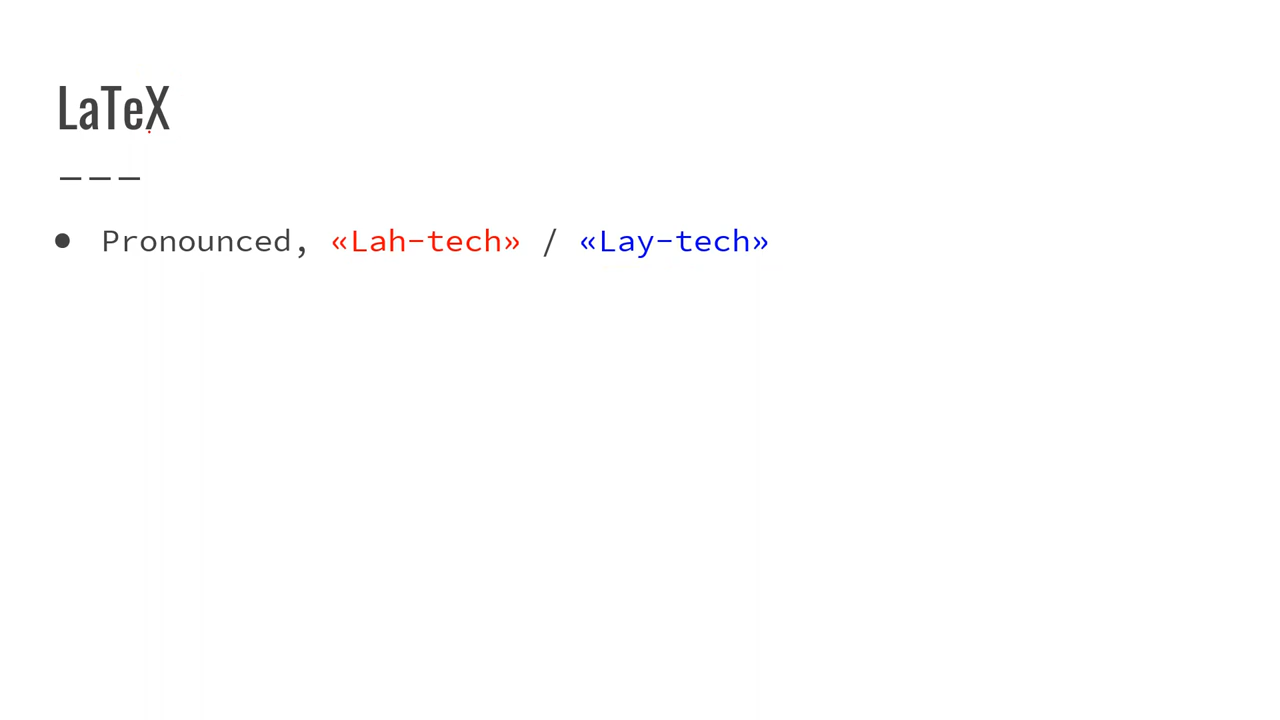 LaTeX
———
● Pronounced, «Lah-tech» / «Lay-tech»